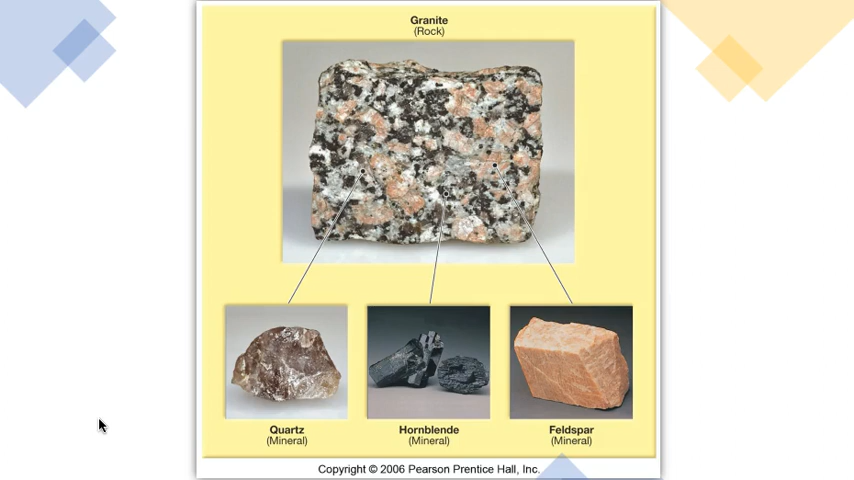 Granite
(Rock)
Quartz
(Mineral)
Hornblende
(Mineral)
Feldspar
(Mineral)
Copyright © 2006 Pearson Prentice Hall, Inc.